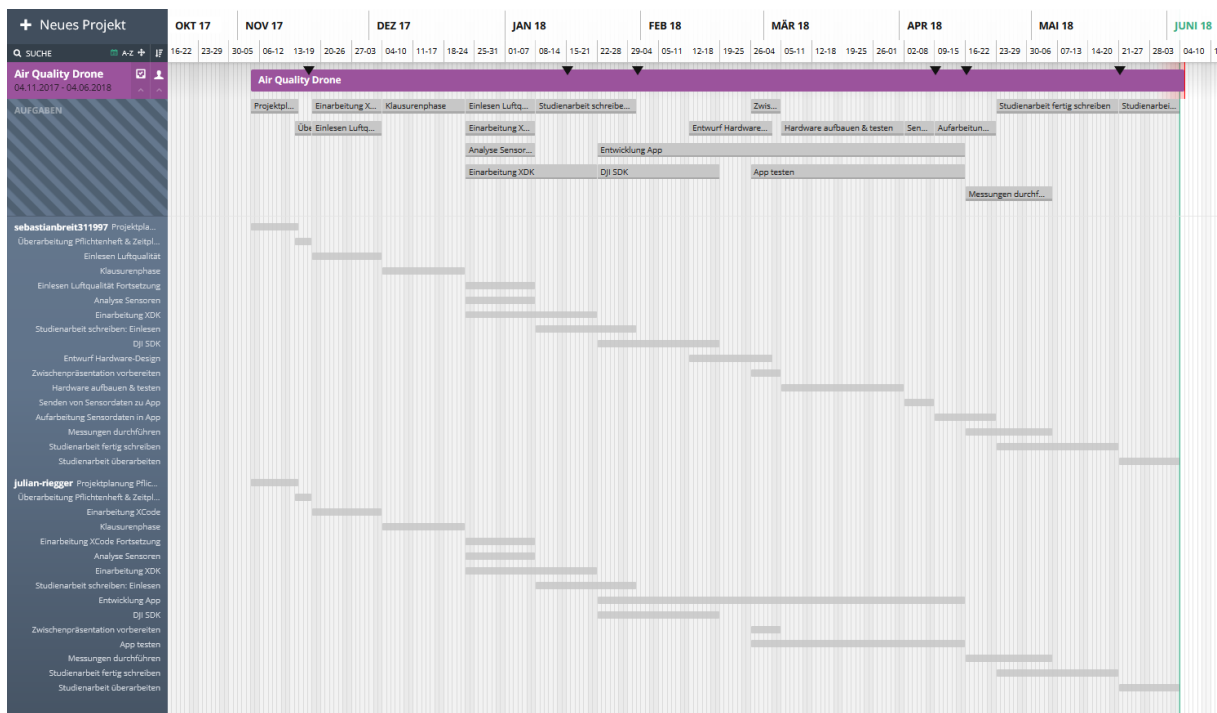 + Neues Projekt
OKT 17 NOV 17 DEZ 17 JAN 18 FEB 18 MÄR 18 APR 18 MAI 18 JUNI 18
SUCHE A-Z
16-22 23-29 30-05 06-12 13-19 20-26 27-03 04-10 11-17 18-24 25-31 01-07 08-14 15-21 22-28 29-04 05-11 12-18 19-25 26-04 05-11 12-18 19-25 26-01 02-08 09-15 16-22 23-29 30-06 07-13 14-20 21-27 28-03 04-10 1
Air Quality Drone
04.11.2017 - 04.06.2018
Air Quality Drone
AUFGABEN
Projektpl... Einarbeitung X... Klausurenphase Einlesen Luftq... Studienarbeit schreibe... Zwis... Studienarbeit fertig schreiben Studienarbei...
Übe Einlesen Luftq... Einarbeitung X... Entwurf Hardware... Hardware aufbauen & testen Sen... Aufarbeitun...
Analyse Sensor... Entwicklung App
Einarbeitung XDK DJI SDK App testen
Messungen durchf...
sebastianbreit311997 Projektpla...
Überarbeitung Pflichtenheft & Zeitpl...
Einlesen Luftqualität
Klausurenphase
Einlesen Luftqualität Fortsetzung
Analyse Sensoren
Einarbeitung XDK
Studienarbeit schreiben: Einlesen
DJI SDK
Entwurf Hardware-Design
Zwischenpräsentation vorbereiten
Hardware aufbauen & testen
Senden von Sensordaten zu App
Aufarbeitung Sensordaten in App
Messungen durchführen
Studienarbeit fertig schreiben
Studienarbeit überarbeiten
julian-riegger Projektplanung Pflic...
Überarbeitung Pflichtenheft & Zeitpl...
Einarbeitung XCode
Klausurenphase
Einarbeitung XCode Fortsetzung
Analyse Sensoren
Einarbeitung XDK
Studienarbeit schreiben: Einlesen
Entwicklung App
DJI SDK
Zwischenpräsentation vorbereiten
App testen
Messungen durchführen
Studienarbeit fertig schreiben
Studienarbeit überarbeiten